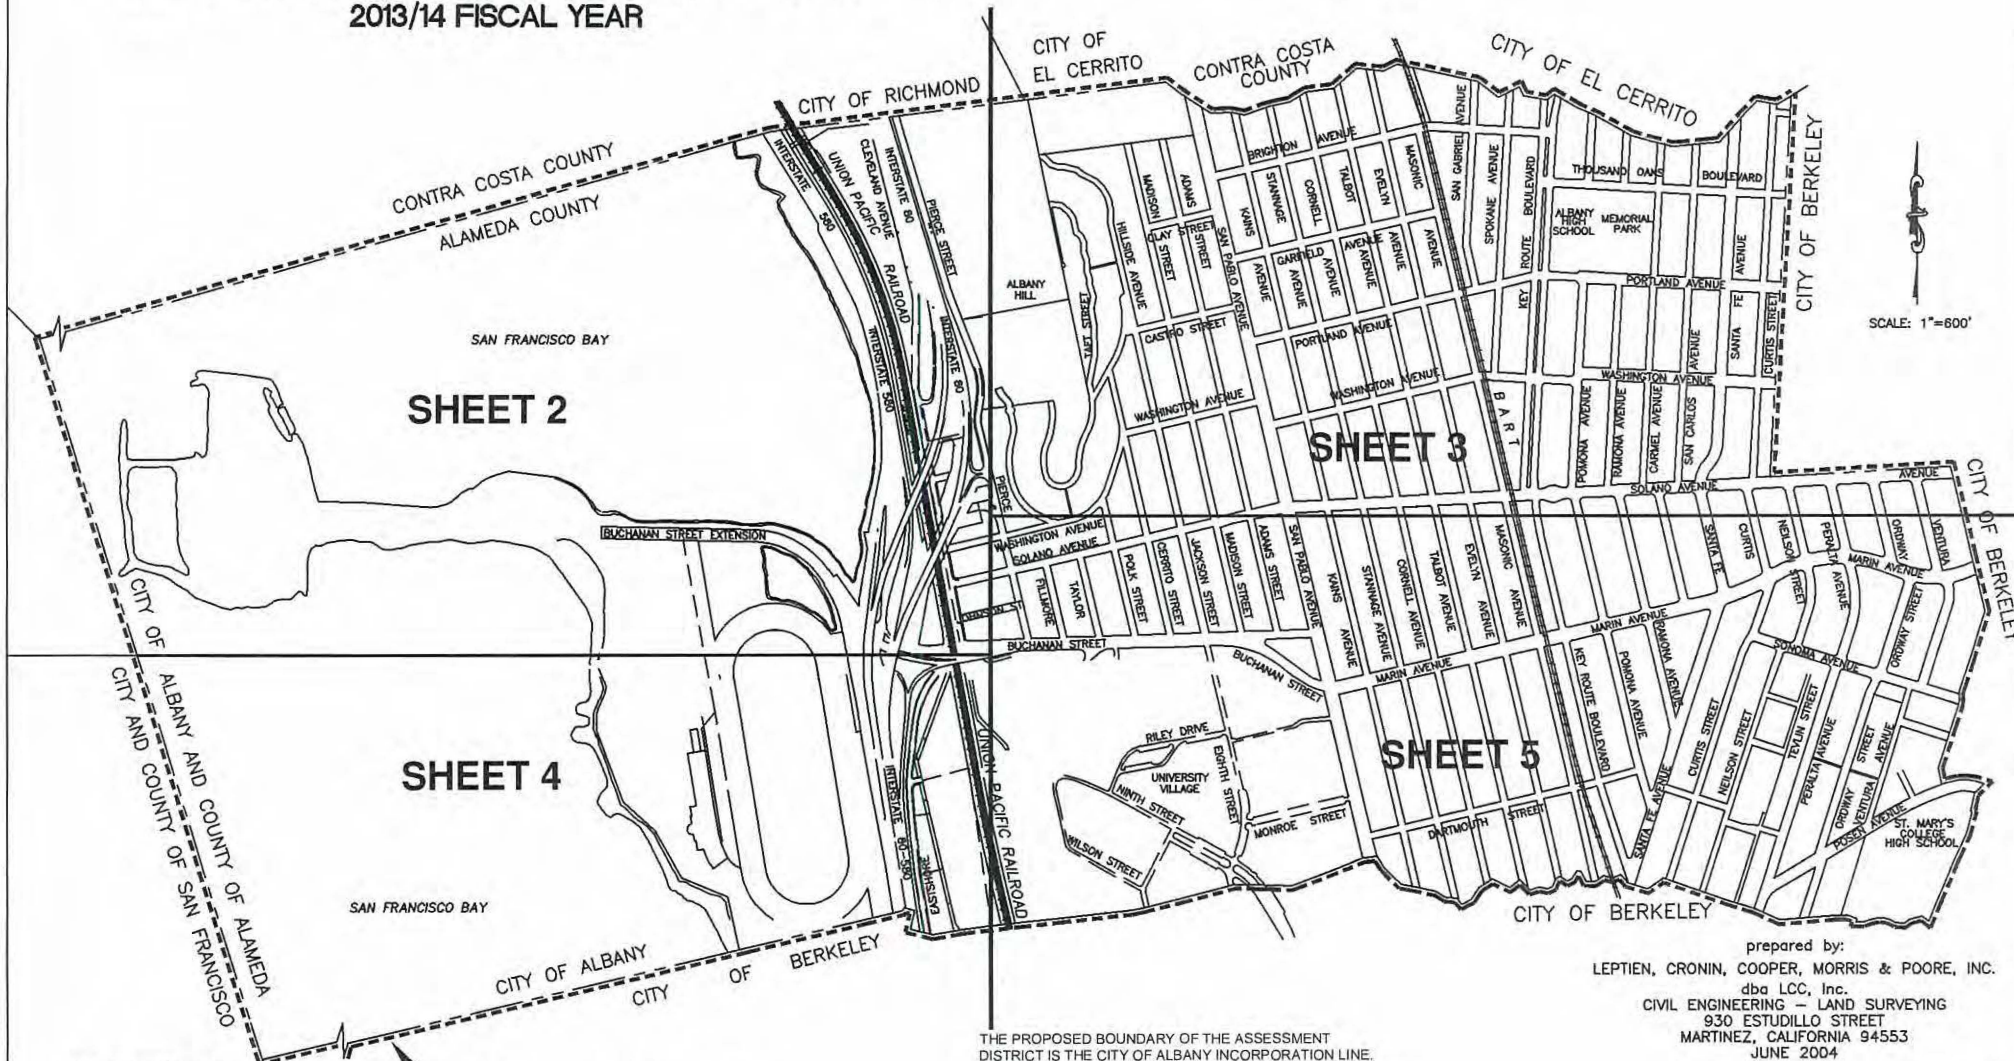 2013/14 FISCAL YEAR
CITY OF RICHMOND
CITY OF
EL CERRITO
CONTRA COSTA
COUNTY
CITY OF EL CERRITO
CONTRA COSTA COUNTY
ALAMEDA COUNTY
CITY OF BERKELEY
SCALE: 1"=600'
INTERSTATE 580
UNION PACIFIC RAILROAD
CLEVELAND AVENUE
INTERSTATE 80
PIERCE STREET
INTERSTATE 580
INTERSTATE 80
ALBANY
HILL
TAFT STREET
HILLSIDE AVENUE
MADISON STREET
ADAMS STREET
CLAY STREET
CASTRO STREET
SAN PABLO AVENUE
KAINS AVENUE
STANNAGE AVENUE
CORNELL AVENUE
TALBOT AVENUE
EVELYN AVENUE
MASONIC AVENUE
BRIGHTON AVENUE
GARFIELD AVENUE
PORTLAND AVENUE
WASHINGTON AVENUE
WASHINGTON AVENUE
SAN GABRIEL AVENUE
SPOKANE AVENUE
KEY ROUTE BOULEVARD
THOUSAND OAKS BOULEVARD
ALBANY
HIGH
SCHOOL
MEMORIAL
PARK
PORTLAND AVENUE
SANTA FE AVENUE
CURTIS STREET
WASHINGTON AVENUE
POMONA AVENUE
RAMONA AVENUE
CARMEL AVENUE
SAN CARLOS AVENUE
BART
SOLANO AVENUE
AVENUE
CITY OF BERKELEY
SAN FRANCISCO BAY
SHEET 2
SHEET 3
BUCHANAN STREET EXTENSION
PIERCE
WASHINGTON AVENUE
SOLANO AVENUE
JOHNSON ST
FILLMORE
TAYLOR
POLK STREET
CERRITO STREET
JACKSON STREET
MADISON STREET
ADAMS STREET
SAN PABLO AVENUE
KAINS AVENUE
STANNAGE AVENUE
CORNELL AVENUE
TALBOT AVENUE
EVELYN AVENUE
MASONIC AVENUE
SANTA FE
CURTIS
NEILSON STREET
PERALTA AVENUE
ORDWAY
VENTURA
MARIN AVENUE
MARIN AVENUE
MARIN AVENUE
BUCHANAN STREET
BUCHANAN STREET
KEY ROUTE BOULEVARD
POMONA AVENUE
RAMONA AVENUE
SONOMA AVENUE
ORDWAY STREET
CURTIS STREET
NEILSON STREET
TEVLIN STREET
PERALTA AVENUE
ORDWAY STREET
VENTURA AVENUE
POSEN AVENUE
SANTA FE AVENUE
DARTMOUTH STREET
ST. MARY'S
COLLEGE
HIGH SCHOOL
SHEET 4
SHEET 5
RILEY DRIVE
UNIVERSITY
VILLAGE
EIGHTH STREET
NINTH STREET
WILSON STREET
MONROE STREET
UNION PACIFIC RAILROAD
INTERSTATE 80-580
EASTSHORE
SAN FRANCISCO BAY
CITY OF ALBANY AND COUNTY OF ALAMEDA
CITY AND COUNTY OF SAN FRANCISCO
CITY OF ALBANY
CITY OF BERKELEY
CITY OF BERKELEY
prepared by:
LEPTIEN, CRONIN, COOPER, MORRIS & POORE, INC.
dba LCC, Inc.
CIVIL ENGINEERING – LAND SURVEYING
930 ESTUDILLO STREET
MARTINEZ, CALIFORNIA 94553
JUNE 2004
THE PROPOSED BOUNDARY OF THE ASSESSMENT
DISTRICT IS THE CITY OF ALBANY INCORPORATION LINE.